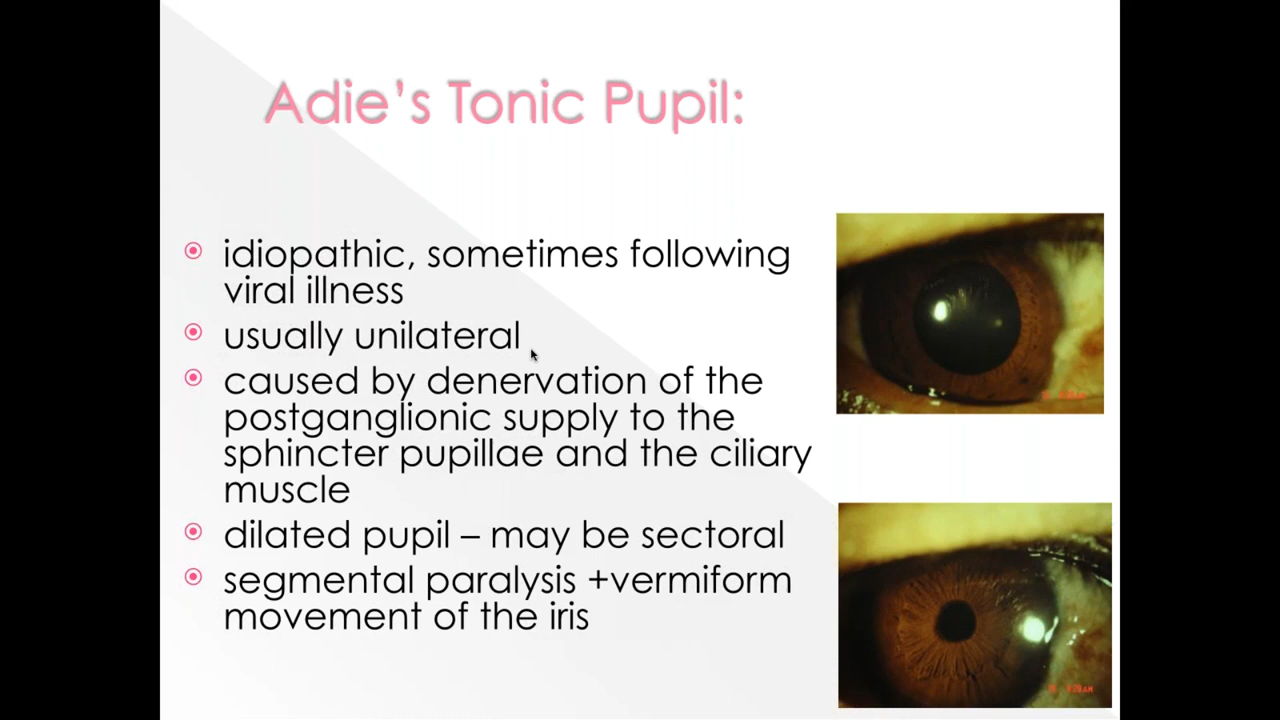 Adie's Tonic Pupil:
idiopathic, sometimes following
viral illness
usually unilateral
caused by denervation of the
postganglionic supply to the
sphincter pupillae and the ciliary
muscle
dilated pupil – may be sectoral
segmental paralysis +vermiform
movement of the iris